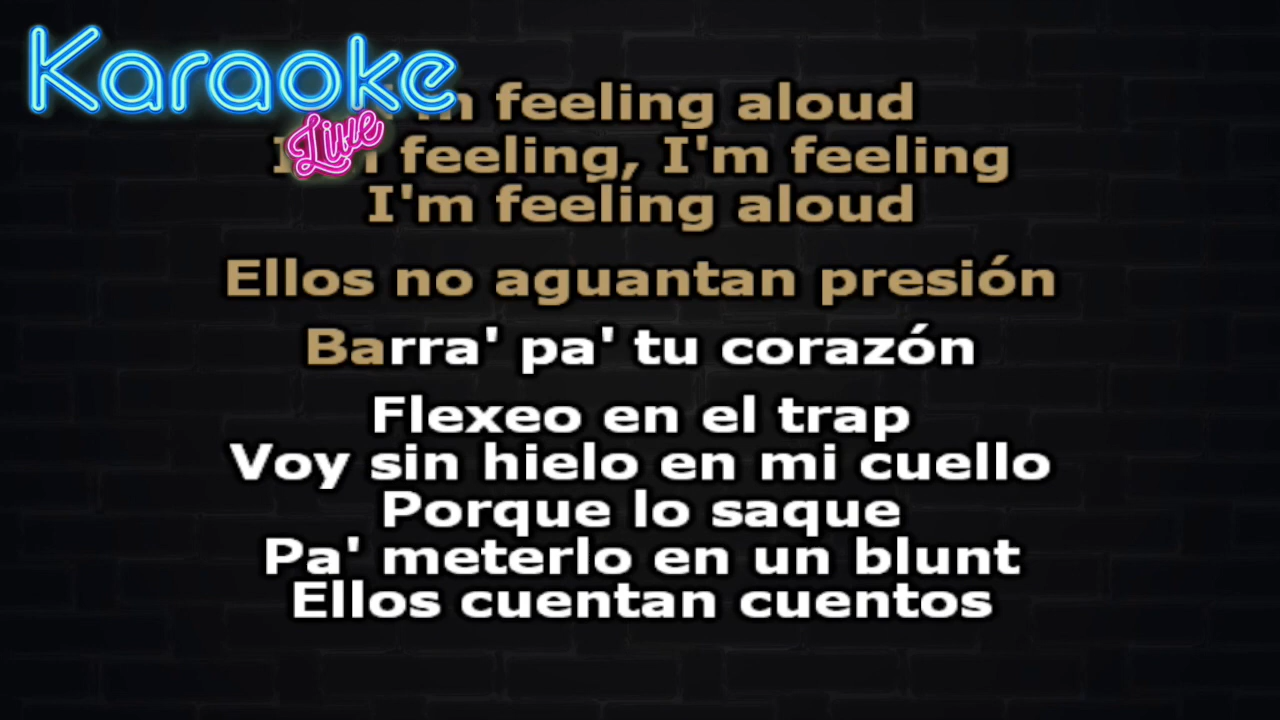 Karaoke
Live
feeling aloud
feeling, I'm feeling
I'm feeling aloud
Ellos no aguantan presión
Barra' pa' tu corazón
Flexeo en el trap
Voy sin hielo en mi cuello
Porque lo saque
Pa' meterlo en un blunt
Ellos cuentan cuentos